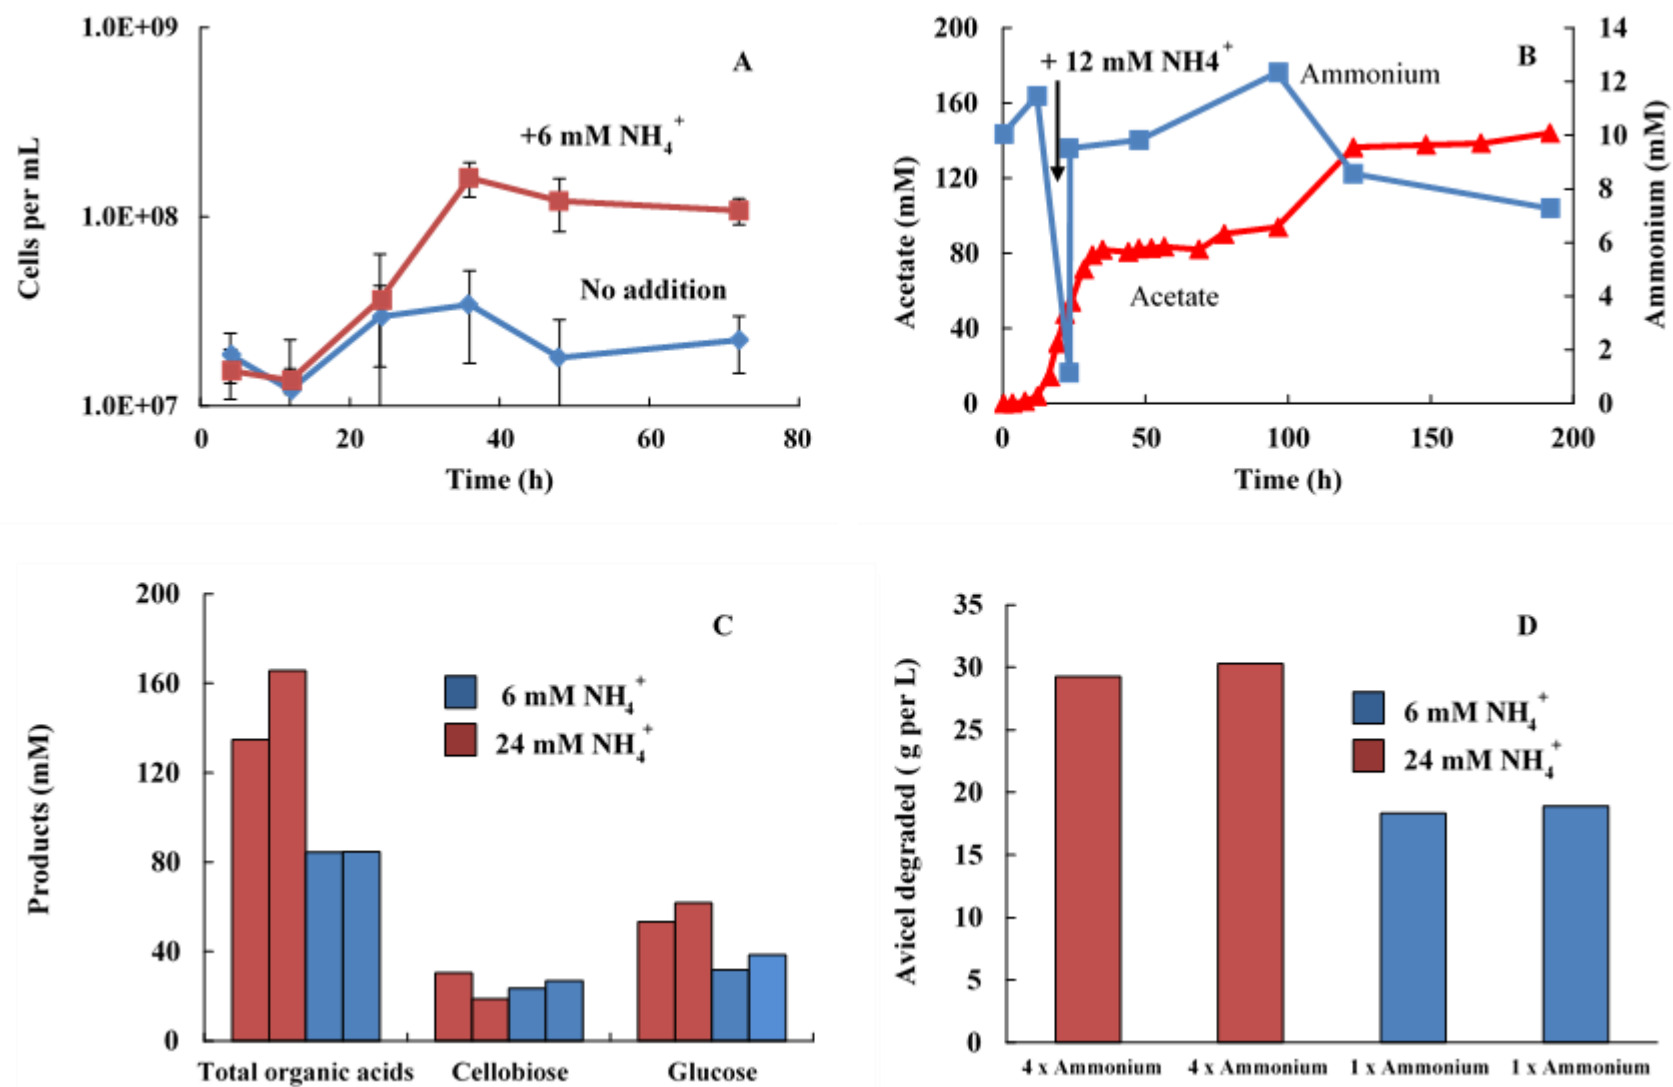 A
Cells per mL
1.0E+09
1.0E+08
1.0E+07
+6 mM NH4+
No addition
0 20 40 60 80
Time (h)
B
Acetate (mM)
200
160
120
80
40
0
+ 12 mM NH4+
Ammonium
Acetate
14
12
10
8
6
4
2
0
Ammonium (mM)
0 50 100 150 200
Time (h)
C
Products (mM)
200
160
120
80
40
0
6 mM NH4+
24 mM NH4+
Total organic acids Cellobiose Glucose
D
Avicel degraded ( g per L)
35
30
25
20
15
10
5
0
6 mM NH4+
24 mM NH4+
4 x Ammonium 4 x Ammonium 1 x Ammonium 1 x Ammonium